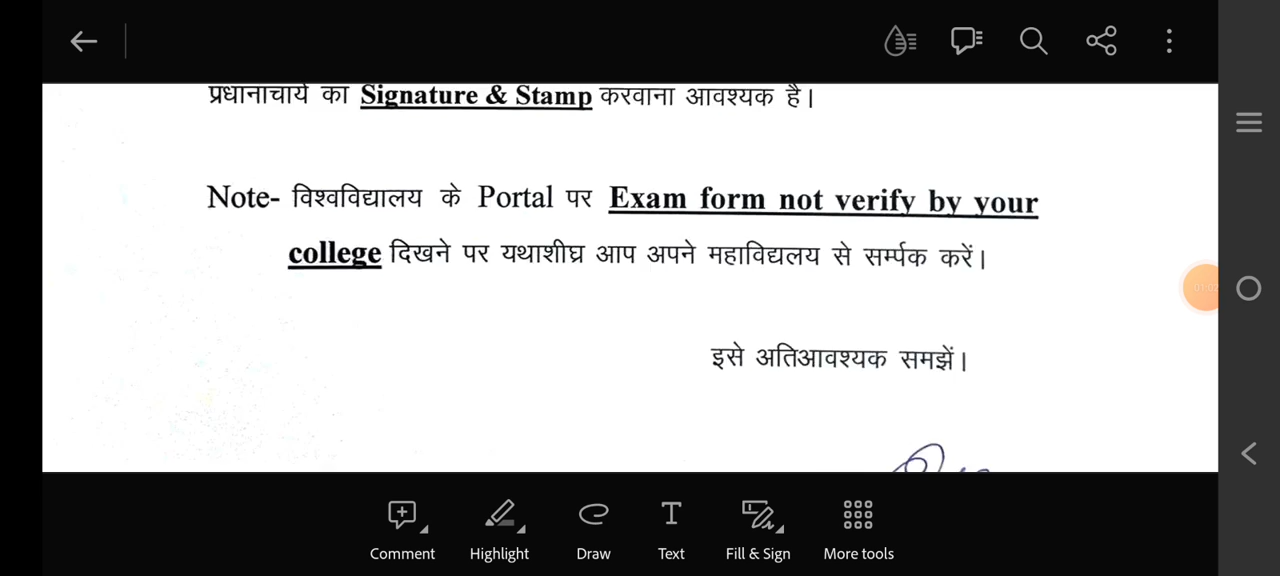 प्रधानाचार्य का Signature & Stamp करवाना आवश्यक है।
Note- विश्वविद्यालय के Portal पर Exam form not verify by your
college दिखने पर यथाशीघ्र आप अपने महाविद्यलय से सर्म्पक करें।
01:02
इसे अतिआवश्यक समझें।
Comment Highlight Draw Text Fill & Sign More tools